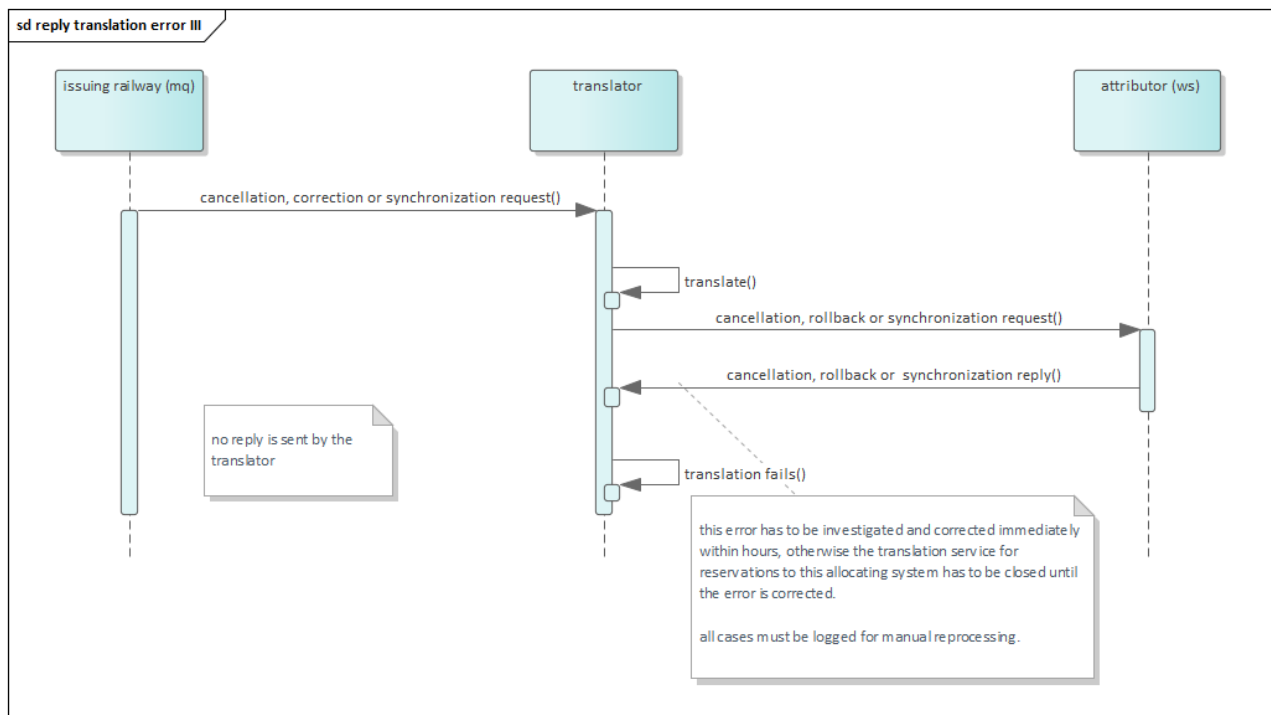 sd reply translation error III
issuing railway (mq)
translator
attributor (ws)
cancellation, correction or synchronization request()
translate()
cancellation, rollback or synchronization request()
cancellation, rollback or  synchronization reply()
no reply is sent by the
translator
translation fails()
this error has to be investigated and corrected immediately
within hours, otherwise the translation service for
reservations to this allocating system has to be closed until
the error is corrected.
all cases must be logged for manual reprocessing.